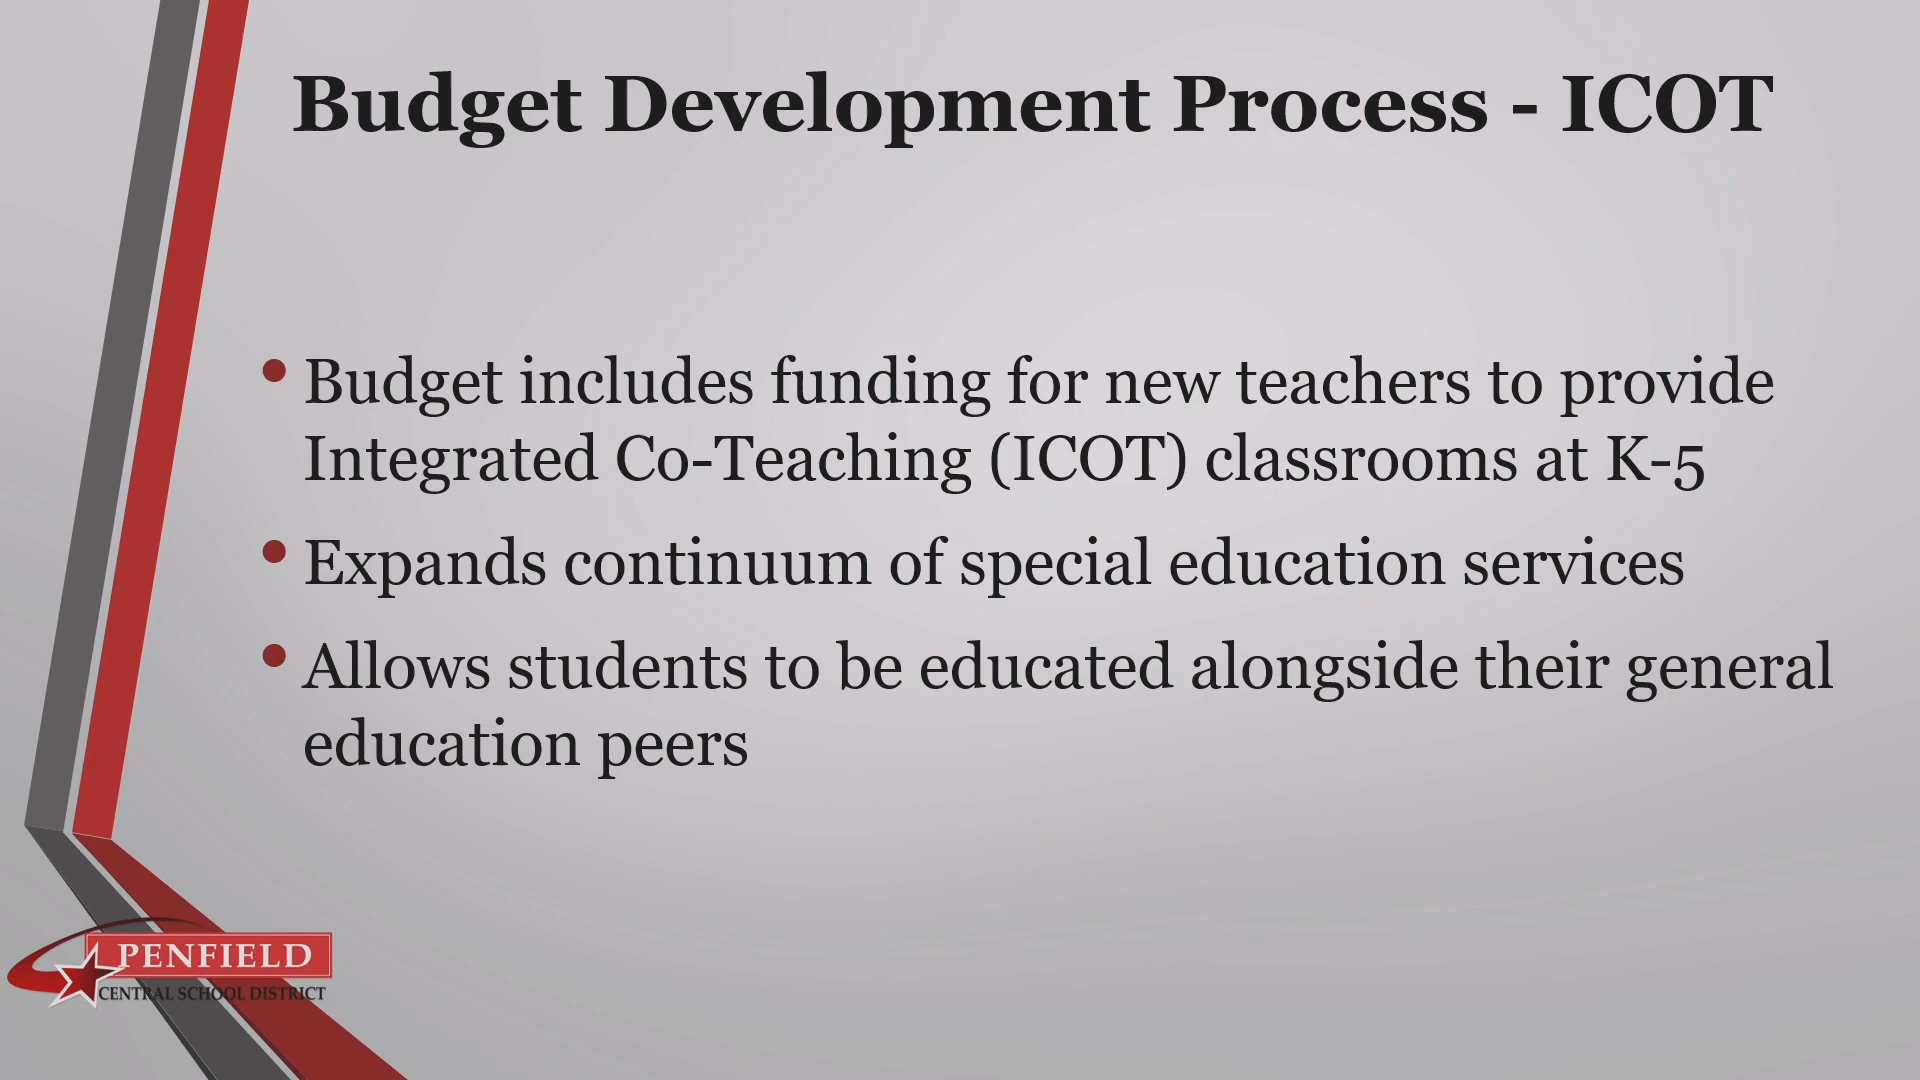 Budget Development Process - ICOT
• Budget includes funding for new teachers to provide
Integrated Co-Teaching (ICOT) classrooms at K-5
• Expands continuum of special education services
• Allows students to be educated alongside their general
education peers
PENFIELD
CENTRAL SCHOOL DISTRICT